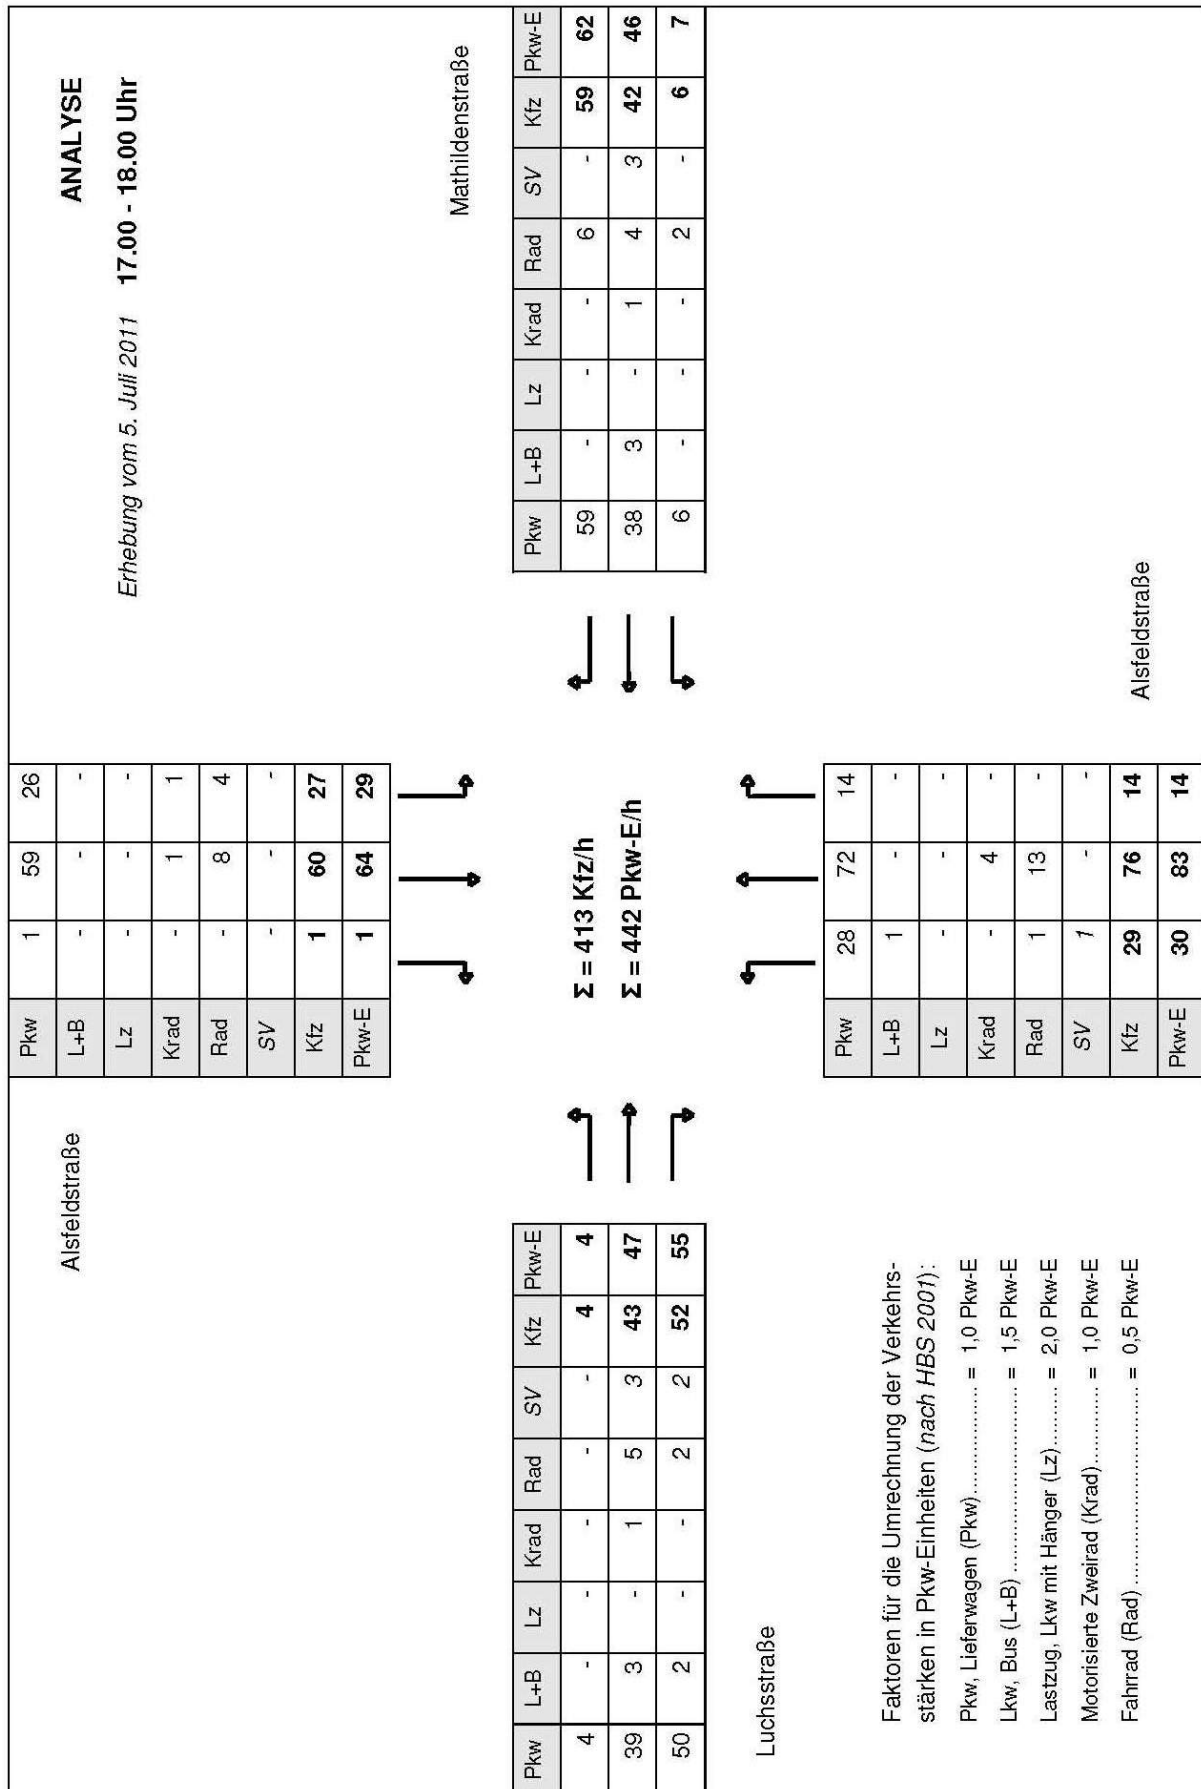 ANALYSE
Erhebung vom 5. Juli 2011 17.00 - 18.00 Uhr
Alsfeldstraße
Pkw 1 59 26
L+B - - -
Lz - - -
Krad - 1 1
Rad - 8 4
SV - - -
Kfz 1 60 27
Pkw-E 1 64 29
Mathildenstraße
Pkw L+B Lz Krad Rad SV Kfz Pkw-E
59 - - - 6 - 59 62
38 3 - 1 4 3 42 46
6 - - - 2 - 6 7
Σ = 413 Kfz/h
Σ = 442 Pkw-E/h
Pkw L+B Lz Krad Rad SV Kfz Pkw-E
4 - - - - - 4 4
39 3 - 1 5 3 43 47
50 2 - - 2 2 52 55
Luchsstraße
Alsfeldstraße
Pkw 28 72 14
L+B 1 - -
Lz - - -
Krad - 4 -
Rad 1 13 -
SV 1 - -
Kfz 29 76 14
Pkw-E 30 83 14
Faktoren für die Umrechnung der Verkehrs-
stärken in Pkw-Einheiten (nach HBS 2001):
Pkw, Lieferwagen (Pkw)................. = 1,0 Pkw-E
Lkw, Bus (L+B) ............................ = 1,5 Pkw-E
Lastzug, Lkw mit Hänger (Lz)......... = 2,0 Pkw-E
Motorisierte Zweirad (Krad)............ = 1,0 Pkw-E
Fahrrad (Rad) ............................... = 0,5 Pkw-E